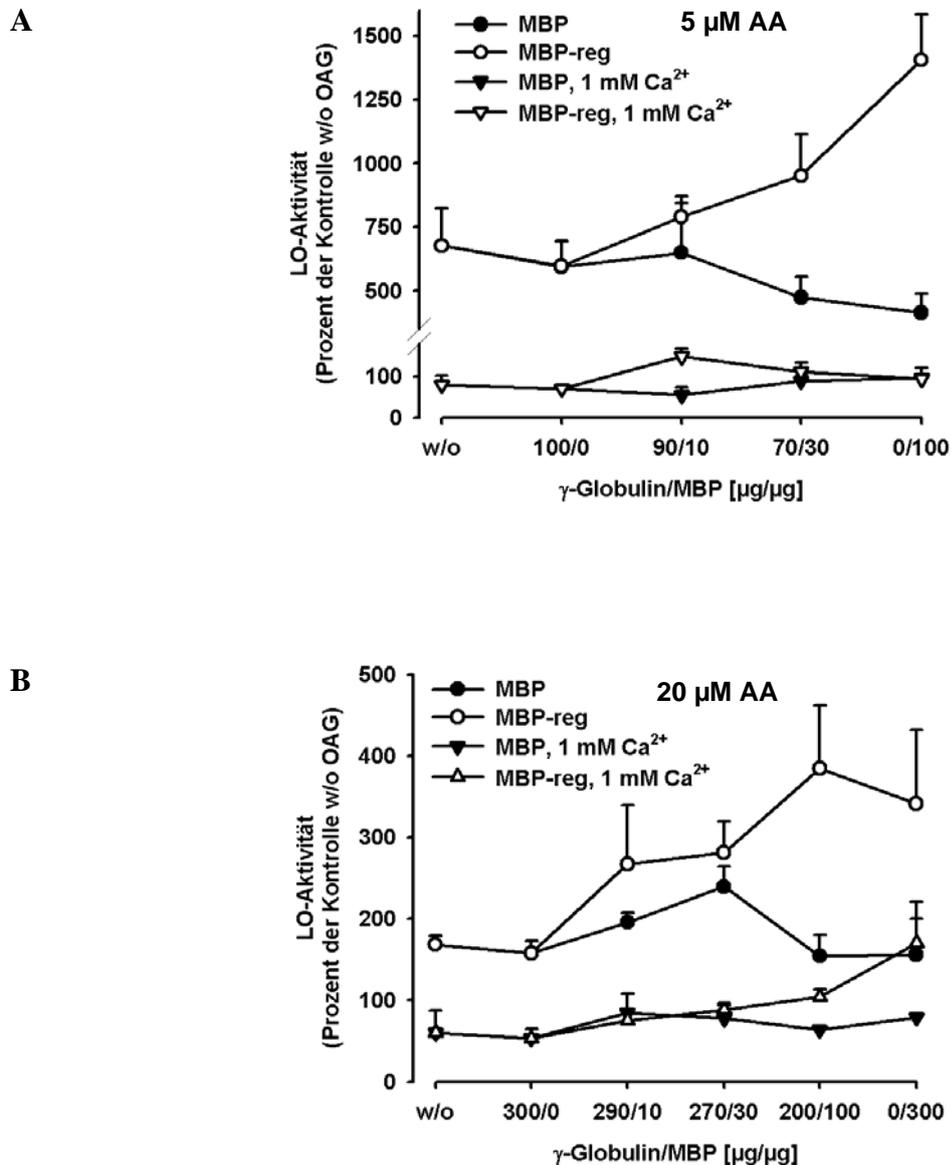 A
5 µM AA
MBP
MBP-reg
MBP, 1 mM Ca²⁺
MBP-reg, 1 mM Ca²⁺
LO-Aktivität
(Prozent der Kontrolle w/o OAG)
1500
1250
1000
750
500
100
0
w/o 100/0 90/10 70/30 0/100
γ-Globulin/MBP [µg/µg]
B
20 µM AA
MBP
MBP-reg
MBP, 1 mM Ca²⁺
MBP-reg, 1 mM Ca²⁺
LO-Aktivität
(Prozent der Kontrolle w/o OAG)
500
400
300
200
100
0
w/o 300/0 290/10 270/30 200/100 0/300
γ-Globulin/MBP [µg/µg]